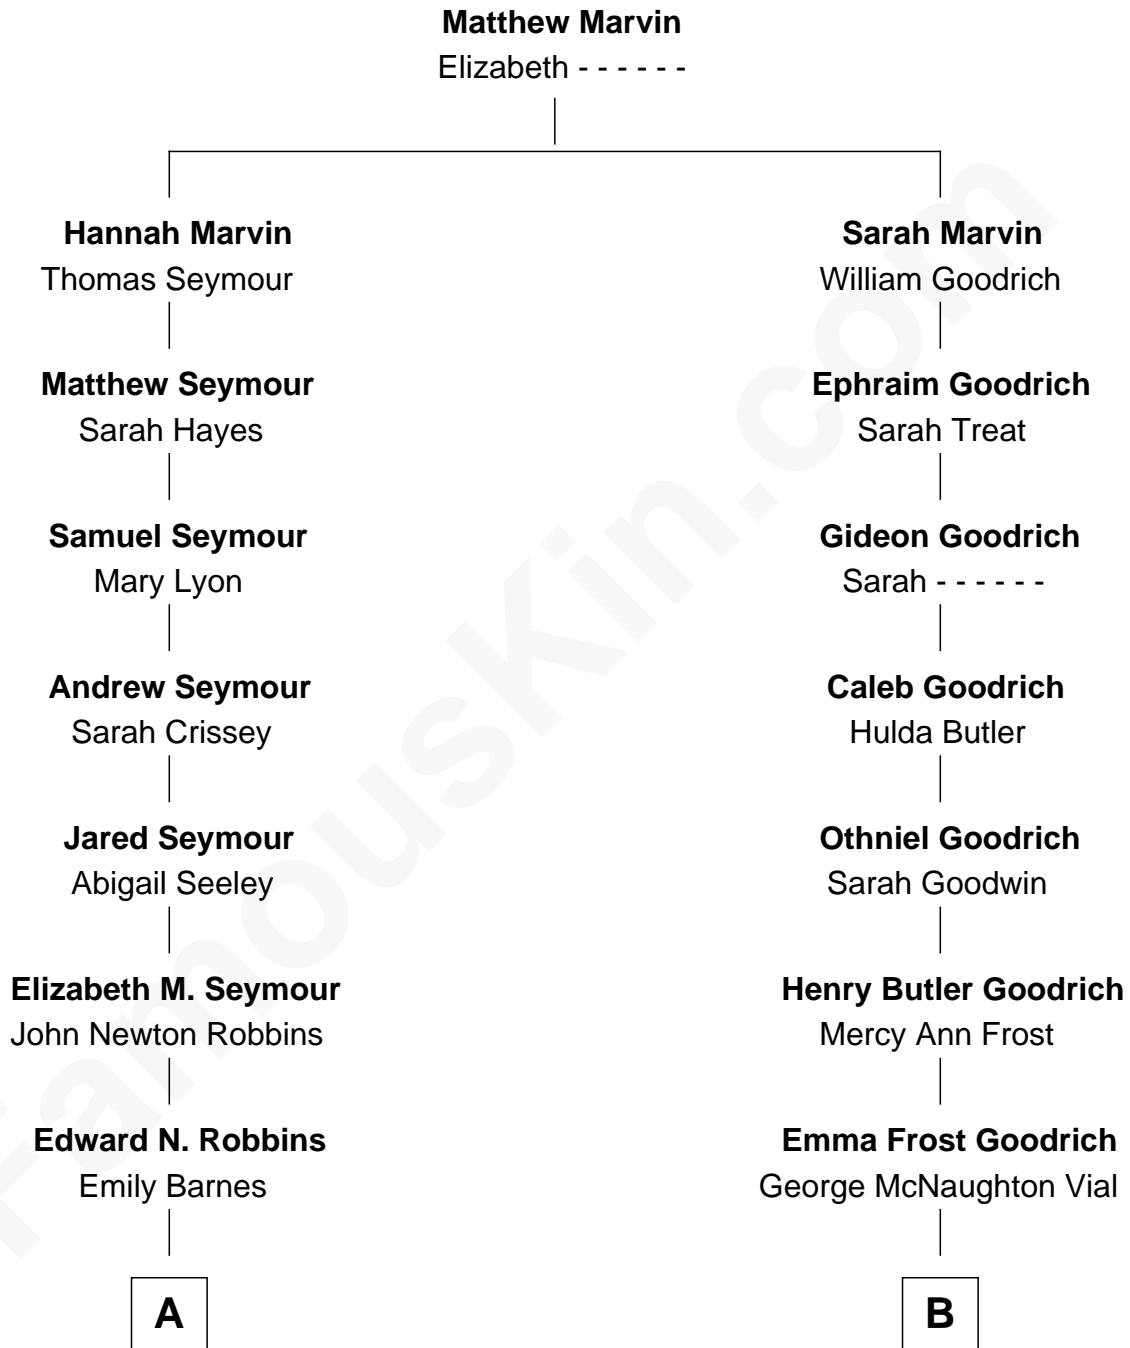 Matthew Marvin
Elizabeth - - - - - -
Hannah Marvin
Thomas Seymour
Sarah Marvin
William Goodrich
Matthew Seymour
Sarah Hayes
Ephraim Goodrich
Sarah Treat
Samuel Seymour
Mary Lyon
Gideon Goodrich
Sarah - - - - - -
Andrew Seymour
Sarah Crissey
Caleb Goodrich
Hulda Butler
Jared Seymour
Abigail Seeley
Othniel Goodrich
Sarah Goodwin
Elizabeth M. Seymour
John Newton Robbins
Henry Butler Goodrich
Mercy Ann Frost
Edward N. Robbins
Emily Barnes
Emma Frost Goodrich
George McNaughton Vial
A
B
FamousKin.com